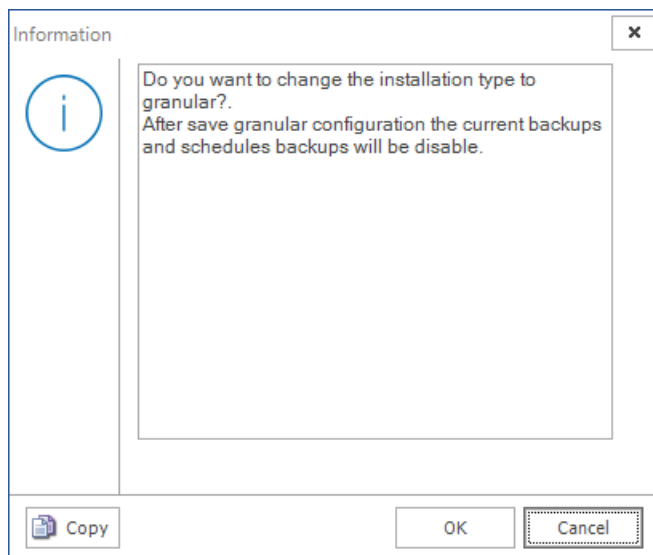 Information
Do you want to change the installation type to
granular?.
After save granular configuration the current backups
and schedules backups will be disable.
Copy
OK
Cancel